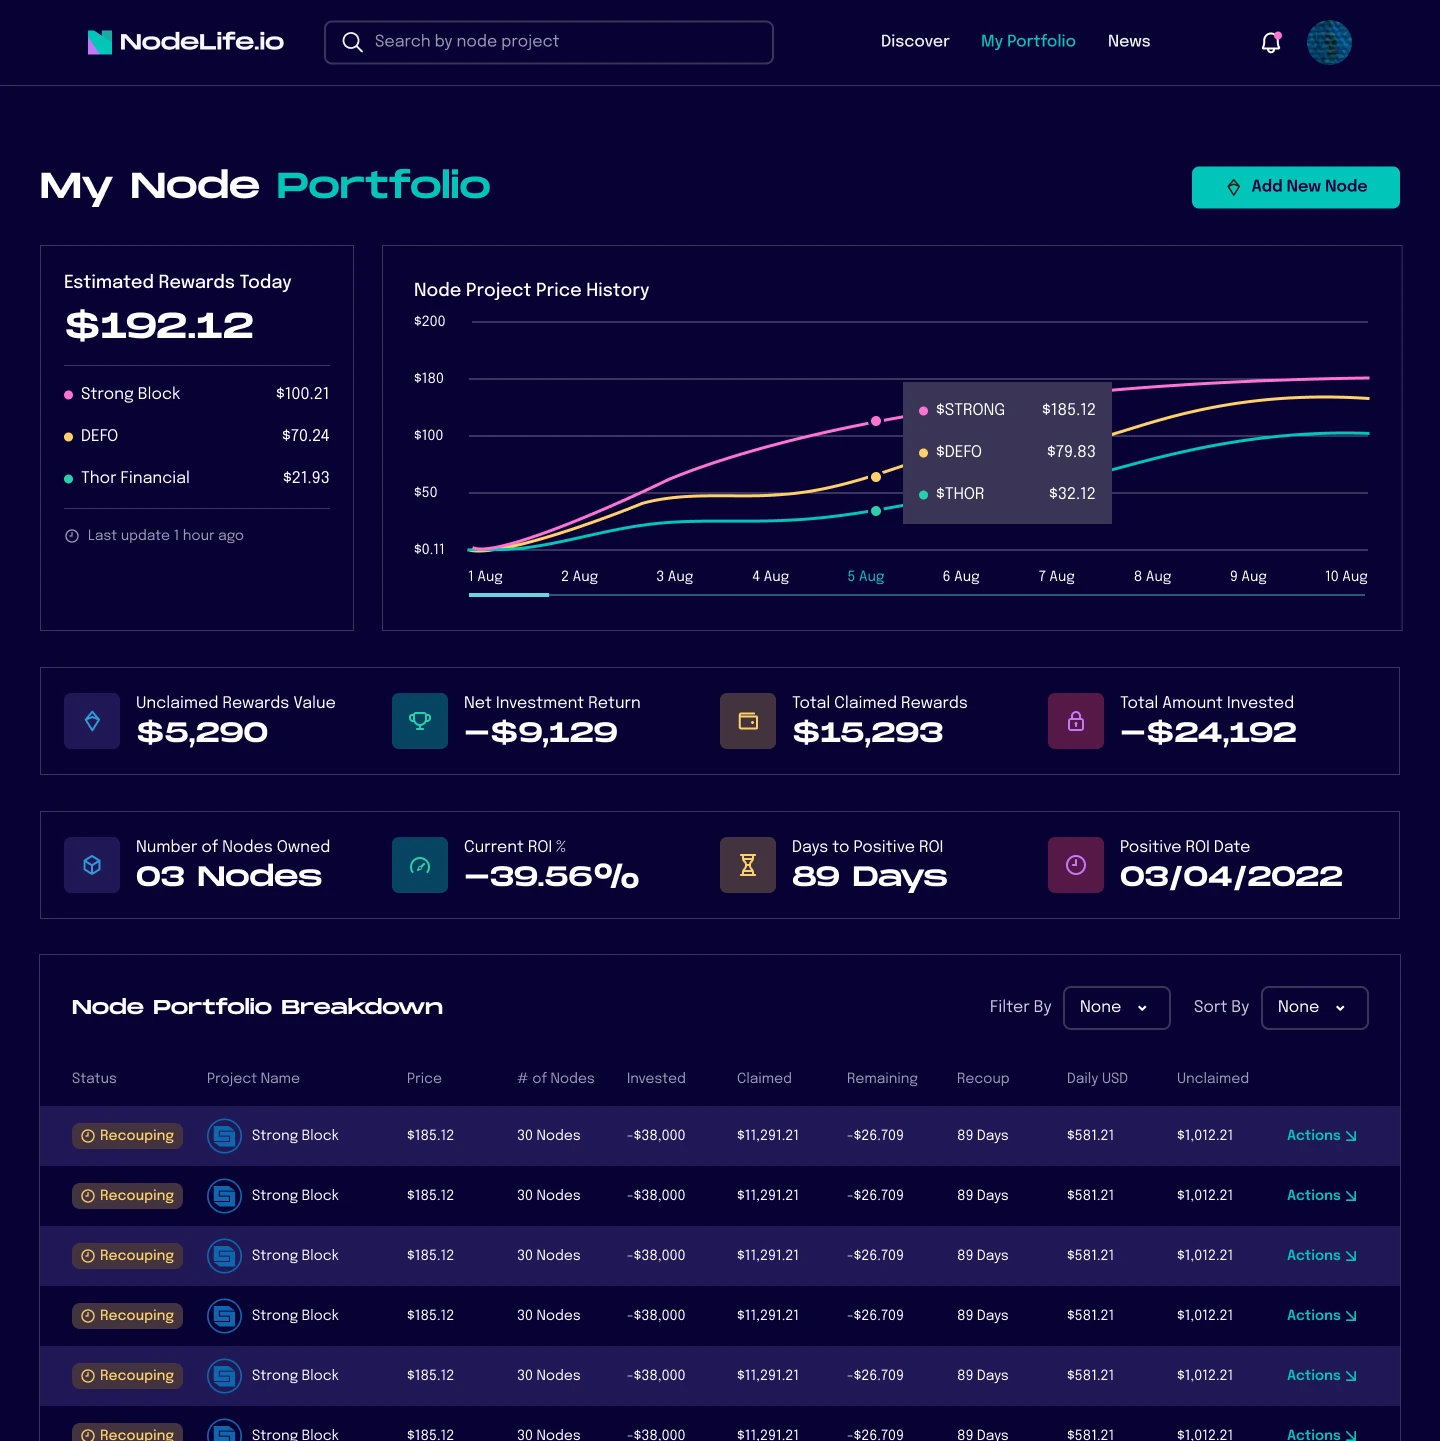 NodeLife.io
Search by node project
Discover My Portfolio News
My Node Portfolio
Add New Node
Estimated Rewards Today
$192.12
Strong Block $100.21
DEFO $70.24
Thor Financial $21.93
Last update 1 hour ago
Node Project Price History
$200
$180
$100
$50
$0.11
$STRONG $185.12
$DEFO $79.83
$THOR $32.12
1 Aug 2 Aug 3 Aug 4 Aug 5 Aug 6 Aug 7 Aug 8 Aug 9 Aug 10 Aug
Unclaimed Rewards Value
$5,290
Net Investment Return
–$9,129
Total Claimed Rewards
$15,293
Total Amount Invested
–$24,192
Number of Nodes Owned
03 Nodes
Current ROI %
–39.56%
Days to Positive ROI
89 Days
Positive ROI Date
03/04/2022
Node Portfolio Breakdown
Filter By None Sort By None
Status Project Name Price # of Nodes Invested Claimed Remaining Recoup Daily USD Unclaimed
Recouping Strong Block $185.12 30 Nodes -$38,000 $11,291.21 -$26.709 89 Days $581.21 $1,012.21 Actions
Recouping Strong Block $185.12 30 Nodes -$38,000 $11,291.21 -$26.709 89 Days $581.21 $1,012.21 Actions
Recouping Strong Block $185.12 30 Nodes -$38,000 $11,291.21 -$26.709 89 Days $581.21 $1,012.21 Actions
Recouping Strong Block $185.12 30 Nodes -$38,000 $11,291.21 -$26.709 89 Days $581.21 $1,012.21 Actions
Recouping Strong Block $185.12 30 Nodes -$38,000 $11,291.21 -$26.709 89 Days $581.21 $1,012.21 Actions
Recouping Strong Block $185.12 30 Nodes -$38,000 $11,291.21 -$26.709 89 Days $581.21 $1,012.21 Actions